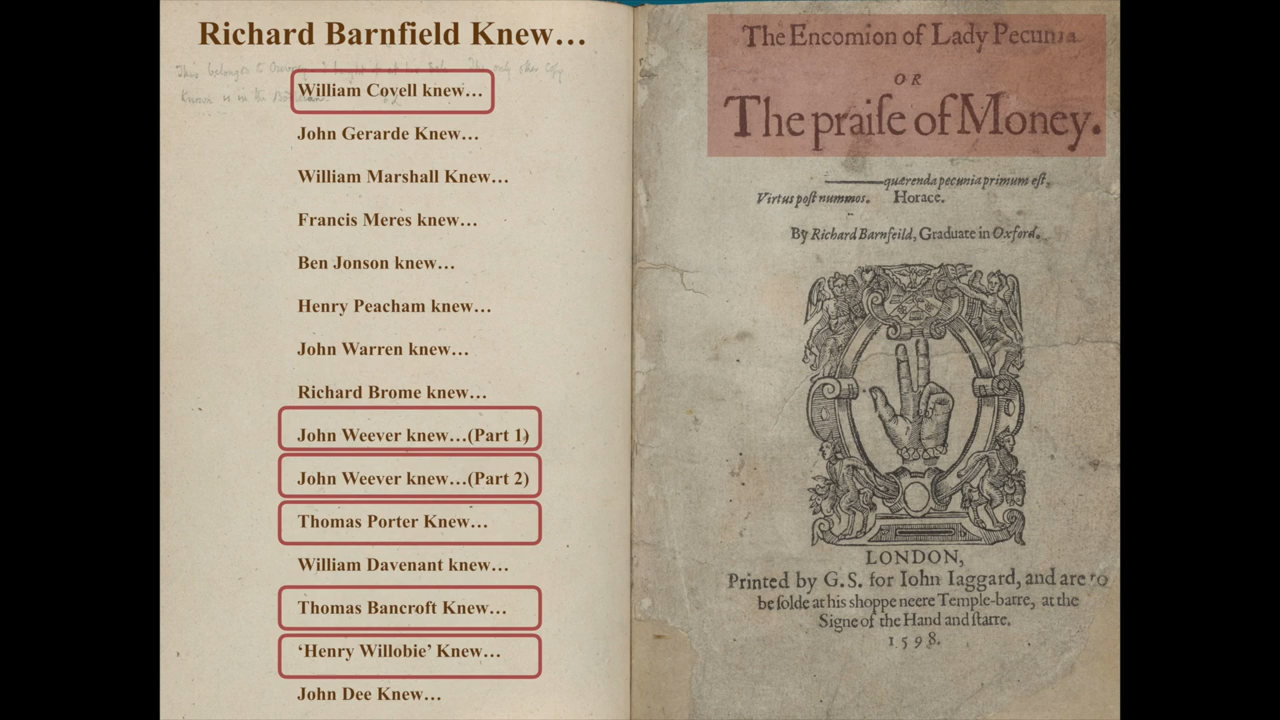 Richard Barnfield Knew…
William Covell knew…
John Gerarde Knew…
William Marshall Knew…
Francis Meres knew…
Ben Jonson knew…
Henry Peacham knew…
John Warren knew…
Richard Brome knew…
John Weever knew…(Part 1)
John Weever knew…(Part 2)
Thomas Porter Knew…
William Davenant knew…
Thomas Bancroft Knew…
‘Henry Willobie’ Knew…
John Dee Knew…
The Encomion of Lady Pecunia
OR
The praiſe of Money.
quærenda pecunia primum eſt,
Virtus poſt nummos. Horace.
By Richard Barnfeild, Graduate in Oxford.
LONDON,
Printed by G.S. for Iohn Iaggard, and are to
be ſolde at his shoppe neere Temple-barre, at the
Signe of the Hand and ſtarre.
1598.